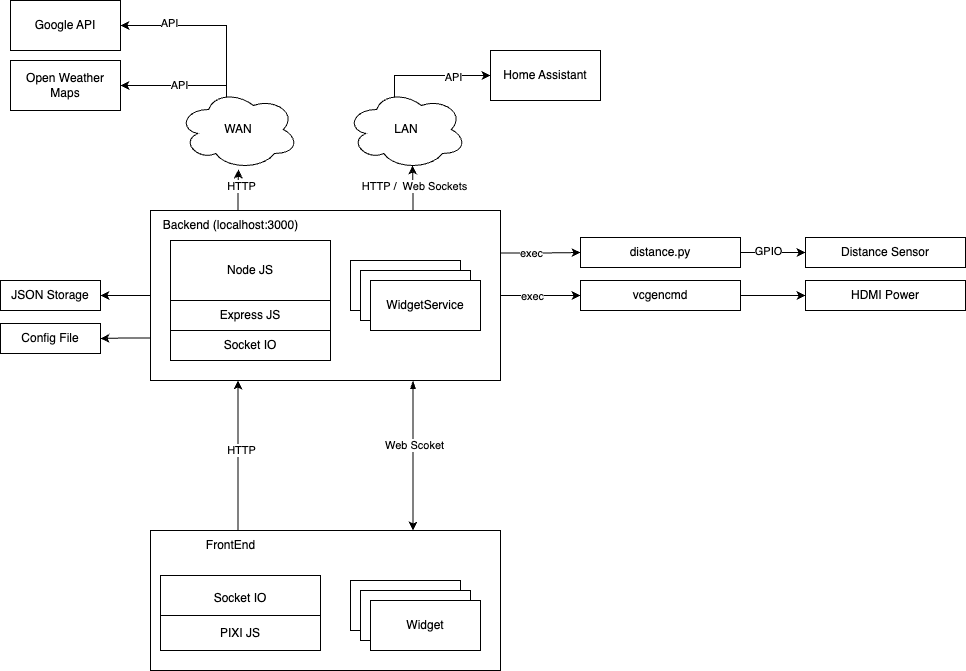 Google API
API
Open Weather
Maps
API
Home Assistant
API
WAN
LAN
HTTP
HTTP / Web Sockets
Backend (localhost:3000)
Node JS
Express JS
Socket IO
WidgetService
exec
distance.py
GPIO
Distance Sensor
exec
vcgencmd
HDMI Power
JSON Storage
Config File
HTTP
Web Scoket
FrontEnd
Socket IO
PIXI JS
Widget